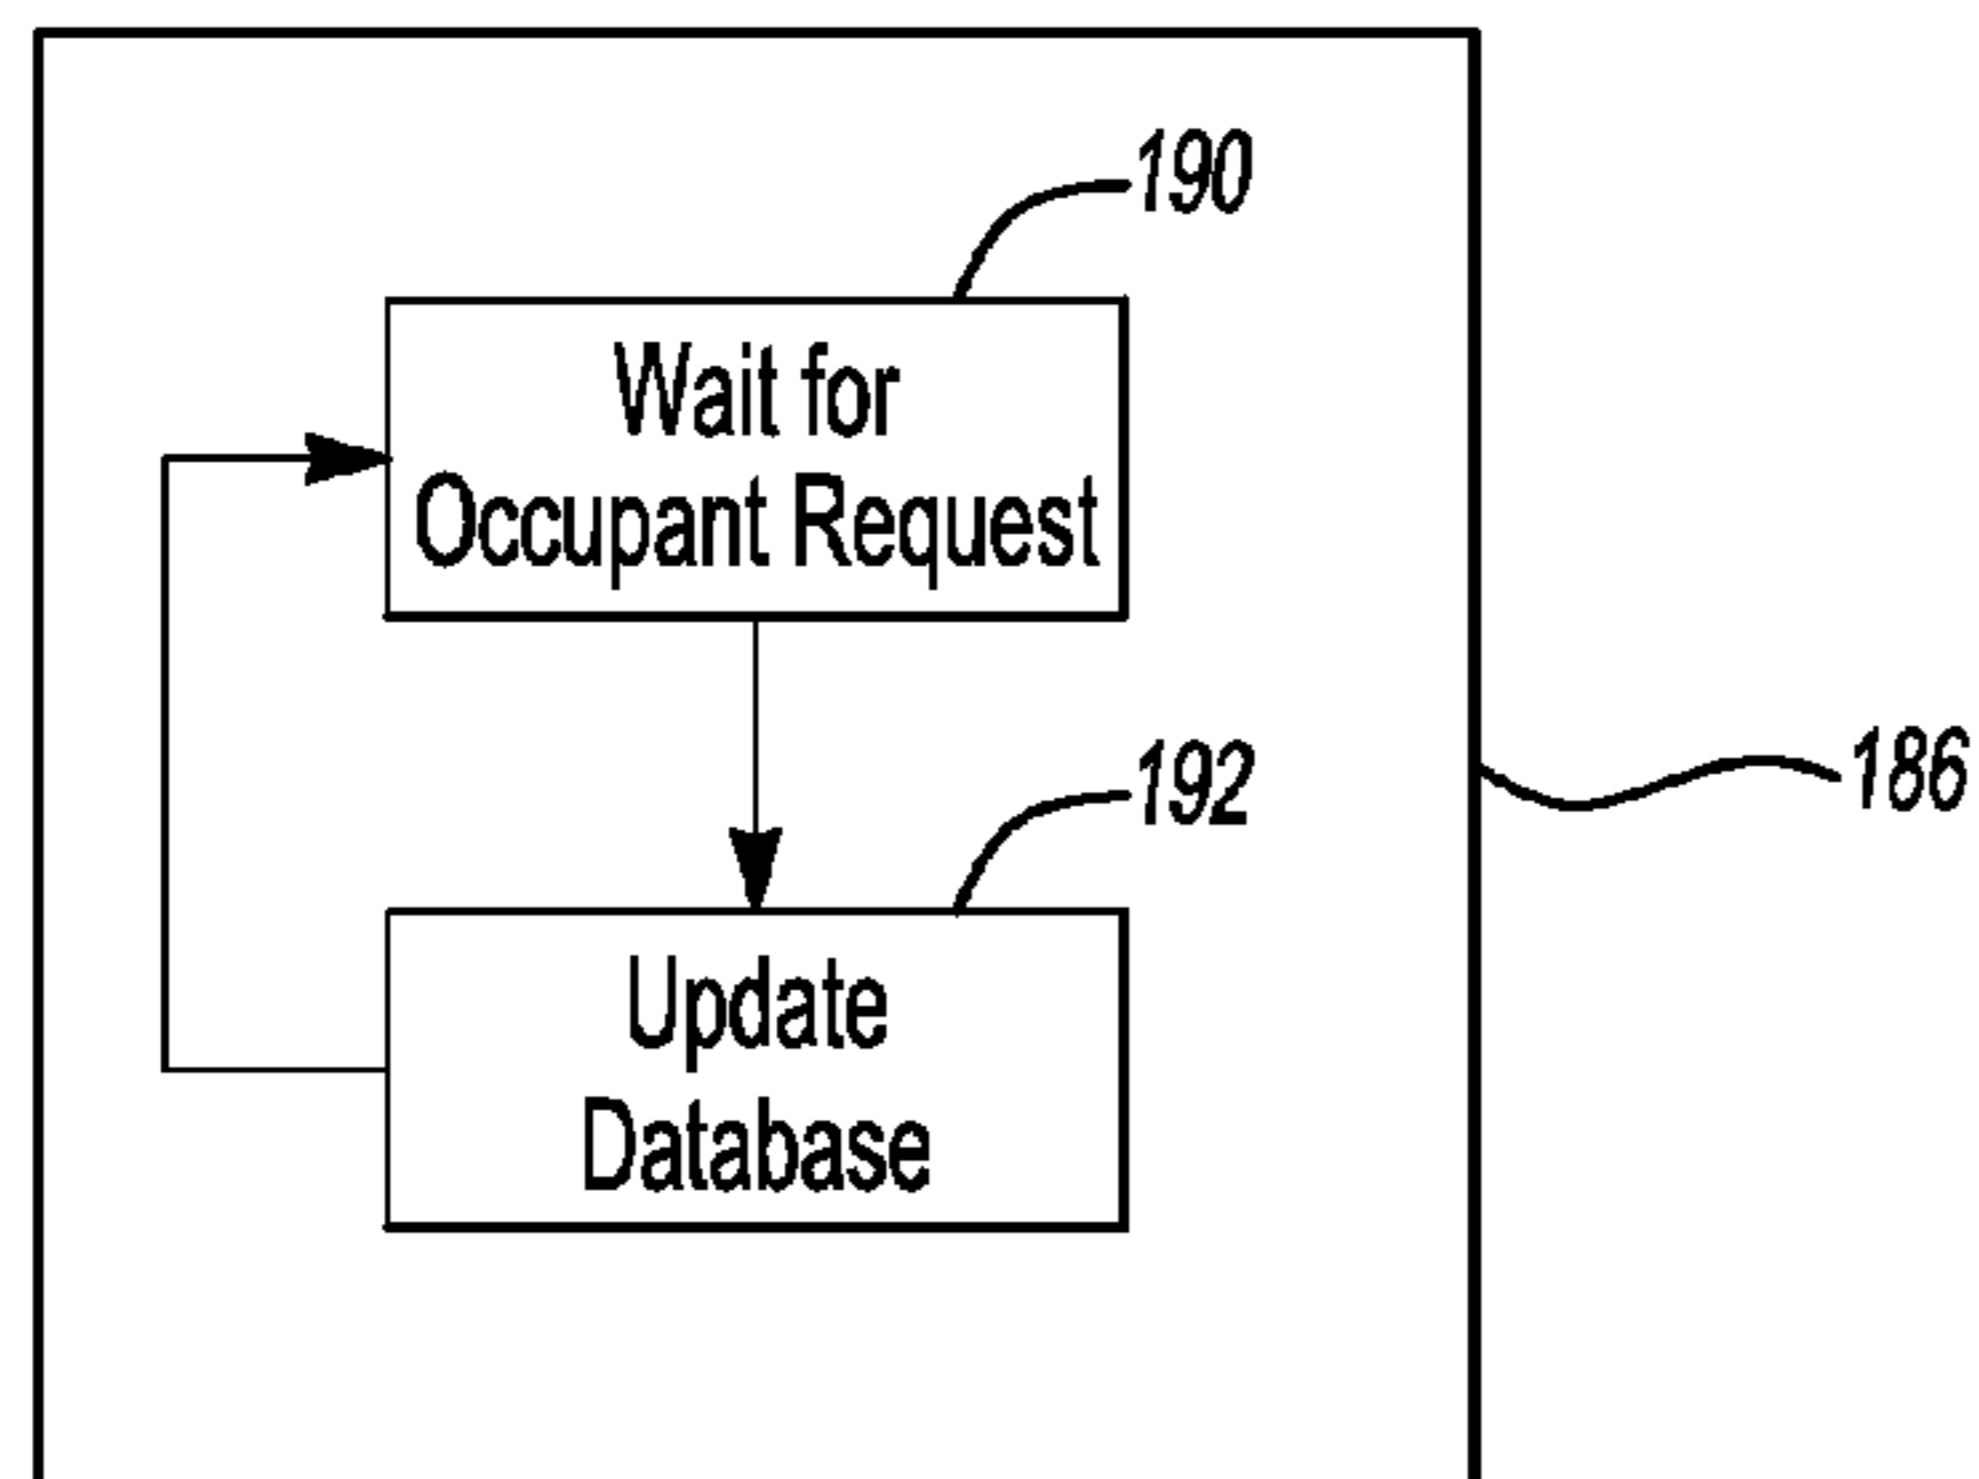 190
Wait for
Occupant Request
192
186
Update
Database